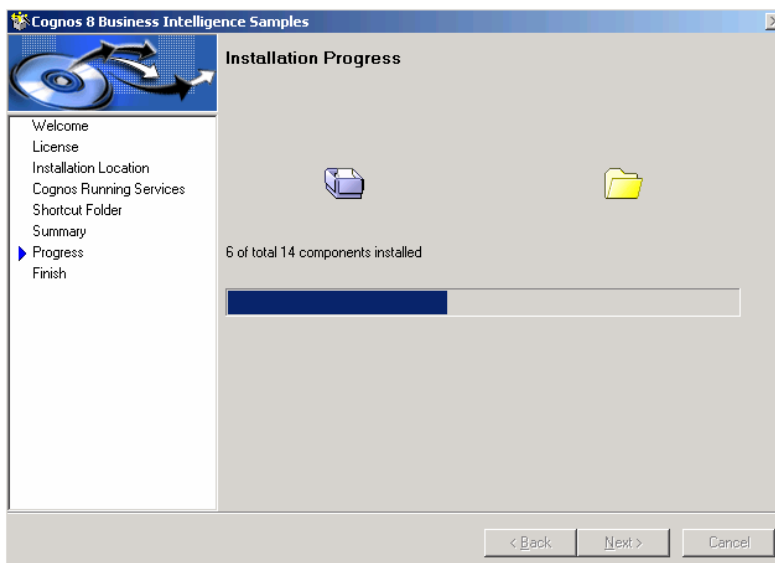 Cognos 8 Business Intelligence Samples
Installation Progress
Welcome
License
Installation Location
Cognos Running Services
Shortcut Folder
Summary
Progress
Finish
6 of total 14 components installed
< Back
Next >
Cancel